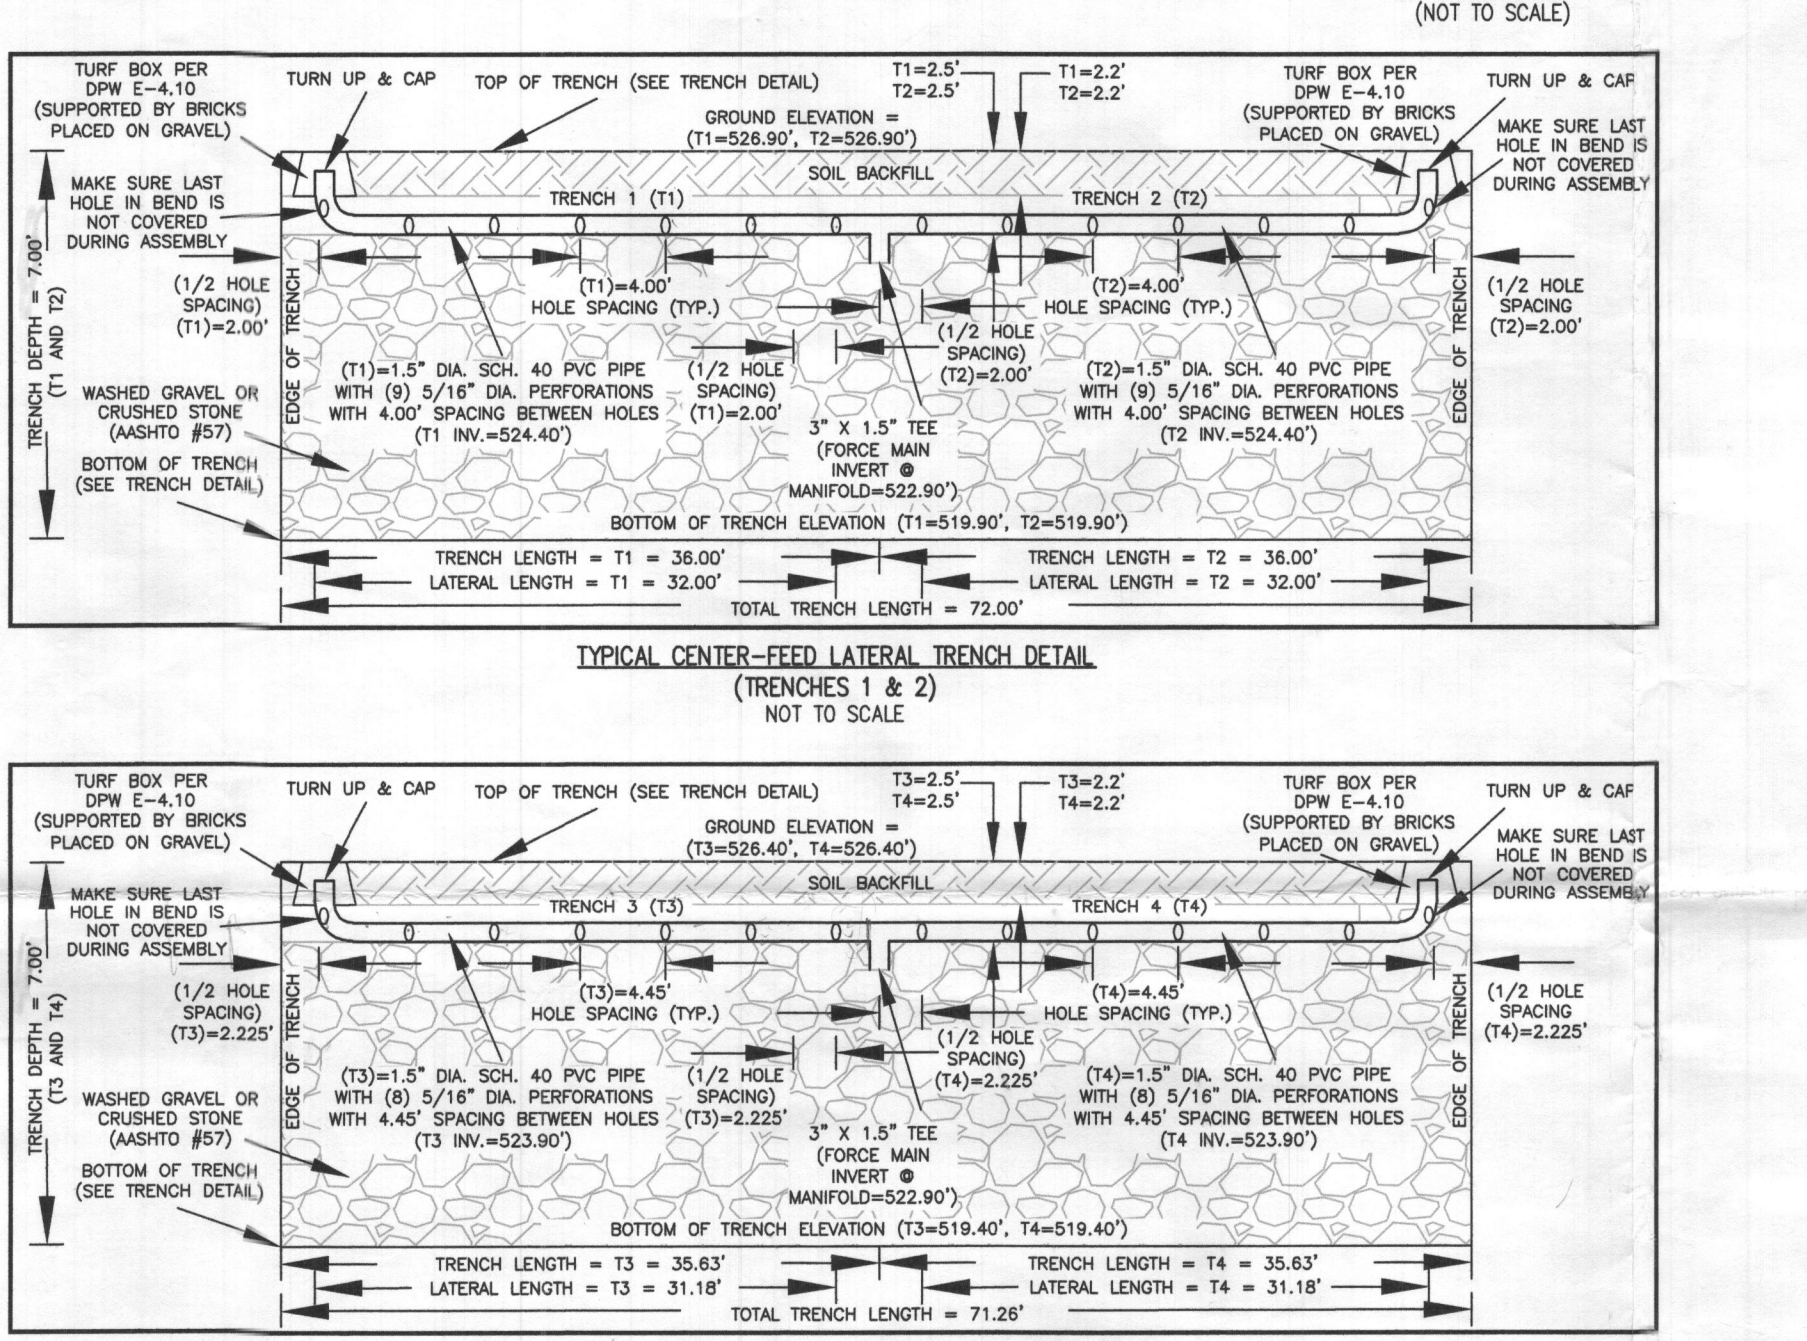 (NOT TO SCALE)
TURF BOX PER
DPW E-4.10
(SUPPORTED BY BRICKS
PLACED ON GRAVEL)
TURN UP & CAP
TOP OF TRENCH (SEE TRENCH DETAIL)
T1=2.5'
T2=2.5'
T1=2.2'
T2=2.2'
GROUND ELEVATION =
(T1=526.90', T2=526.90')
TURF BOX PER
DPW E-4.10
(SUPPORTED BY BRICKS
PLACED ON GRAVEL)
TURN UP & CAP
MAKE SURE LAST
HOLE IN BEND IS
NOT COVERED
DURING ASSEMBLY
SOIL BACKFILL
MAKE SURE LAST
HOLE IN BEND IS
NOT COVERED
DURING ASSEMBLY
TRENCH 1 (T1)
TRENCH 2 (T2)
TRENCH DEPTH = 7.00'
(T1 AND T2)
(1/2 HOLE
SPACING)
(T1)=2.00'
EDGE OF TRENCH
(T1)=4.00'
HOLE SPACING (TYP.)
(T2)=4.00'
HOLE SPACING (TYP.)
EDGE OF TRENCH
(1/2 HOLE
SPACING
(T2)=2.00'
(1/2 HOLE
SPACING)
(T2)=2.00'
(T1)=1.5" DIA. SCH. 40 PVC PIPE
WITH (9) 5/16" DIA. PERFORATIONS
WITH 4.00' SPACING BETWEEN HOLES
(T1 INV.=524.40')
(1/2 HOLE
SPACING)
(T1)=2.00'
(T2)=1.5" DIA. SCH. 40 PVC PIPE
WITH (9) 5/16" DIA. PERFORATIONS
WITH 4.00' SPACING BETWEEN HOLES
(T2 INV.=524.40')
WASHED GRAVEL OR
CRUSHED STONE
(AASHTO #57)
3" X 1.5" TEE
(FORCE MAIN
INVERT @
MANIFOLD=522.90')
BOTTOM OF TRENCH
(SEE TRENCH DETAIL)
BOTTOM OF TRENCH ELEVATION (T1=519.90', T2=519.90')
TRENCH LENGTH = T1 = 36.00'
TRENCH LENGTH = T2 = 36.00'
LATERAL LENGTH = T1 = 32.00'
LATERAL LENGTH = T2 = 32.00'
TOTAL TRENCH LENGTH = 72.00'
TYPICAL CENTER-FEED LATERAL TRENCH DETAIL
(TRENCHES 1 & 2)
NOT TO SCALE
TURF BOX PER
DPW E-4.10
(SUPPORTED BY BRICKS
PLACED ON GRAVEL)
TURN UP & CAP
TOP OF TRENCH (SEE TRENCH DETAIL)
T3=2.5'
T4=2.5'
T3=2.2'
T4=2.2'
GROUND ELEVATION =
(T3=526.40', T4=526.40')
TURF BOX PER
DPW E-4.10
(SUPPORTED BY BRICKS
PLACED ON GRAVEL)
TURN UP & CAP
MAKE SURE LAST
HOLE IN BEND IS
NOT COVERED
DURING ASSEMBLY
SOIL BACKFILL
MAKE SURE LAST
HOLE IN BEND IS
NOT COVERED
DURING ASSEMBLY
TRENCH 3 (T3)
TRENCH 4 (T4)
TRENCH DEPTH = 7.00'
(T3 AND T4)
(1/2 HOLE
SPACING)
(T3)=2.225'
EDGE OF TRENCH
(T3)=4.45'
HOLE SPACING (TYP.)
(T4)=4.45'
HOLE SPACING (TYP.)
EDGE OF TRENCH
(1/2 HOLE
SPACING
(T4)=2.225'
(1/2 HOLE
SPACING)
(T4)=2.225'
(T3)=1.5" DIA. SCH. 40 PVC PIPE
WITH (8) 5/16" DIA. PERFORATIONS
WITH 4.45' SPACING BETWEEN HOLES
(T3 INV.=523.90')
(1/2 HOLE
SPACING)
(T3)=2.225'
(T4)=1.5" DIA. SCH. 40 PVC PIPE
WITH (8) 5/16" DIA. PERFORATIONS
WITH 4.45' SPACING BETWEEN HOLES
(T4 INV.=523.90')
WASHED GRAVEL OR
CRUSHED STONE
(AASHTO #57)
3" X 1.5" TEE
(FORCE MAIN
INVERT @
MANIFOLD=522.90')
BOTTOM OF TRENCH
(SEE TRENCH DETAIL)
BOTTOM OF TRENCH ELEVATION (T3=519.40', T4=519.40')
TRENCH LENGTH = T3 = 35.63'
TRENCH LENGTH = T4 = 35.63'
LATERAL LENGTH = T3 = 31.18'
LATERAL LENGTH = T4 = 31.18'
TOTAL TRENCH LENGTH = 71.26'